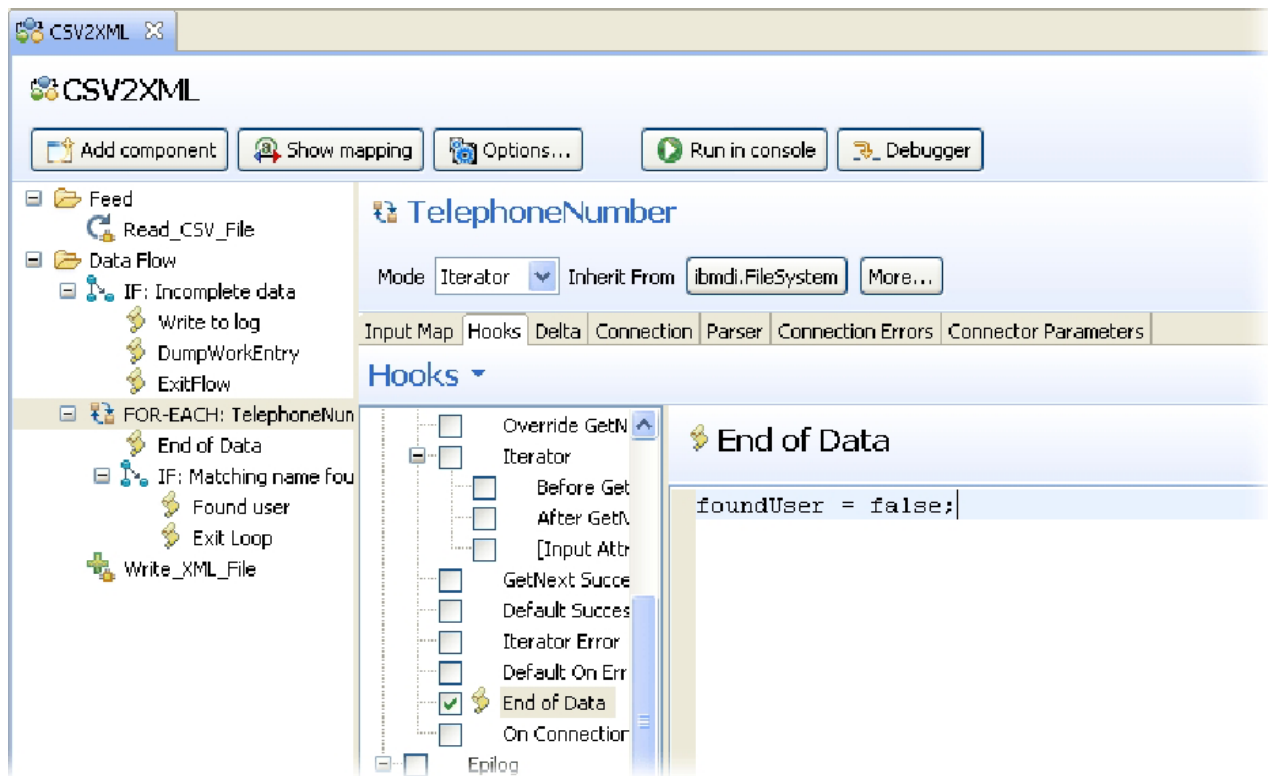 CSV2XML
CSV2XML
Add component Show mapping Options... Run in console Debugger
Feed
Read_CSV_File
Data Flow
IF: Incomplete data
Write to log
DumpWorkEntry
ExitFlow
FOR-EACH: TelephoneNum
End of Data
IF: Matching name fou
Found user
Exit Loop
Write_XML_File
TelephoneNumber
Mode Iterator Inherit From ibmdi.FileSystem More...
Input Map Hooks Delta Connection Parser Connection Errors Connector Parameters
Hooks
Override GetN
Iterator
Before Get
After GetN
[Input Attr
GetNext Succe
Default Succes
Iterator Error
Default On Err
End of Data
On Connection
Epilog
End of Data
foundUser = false;